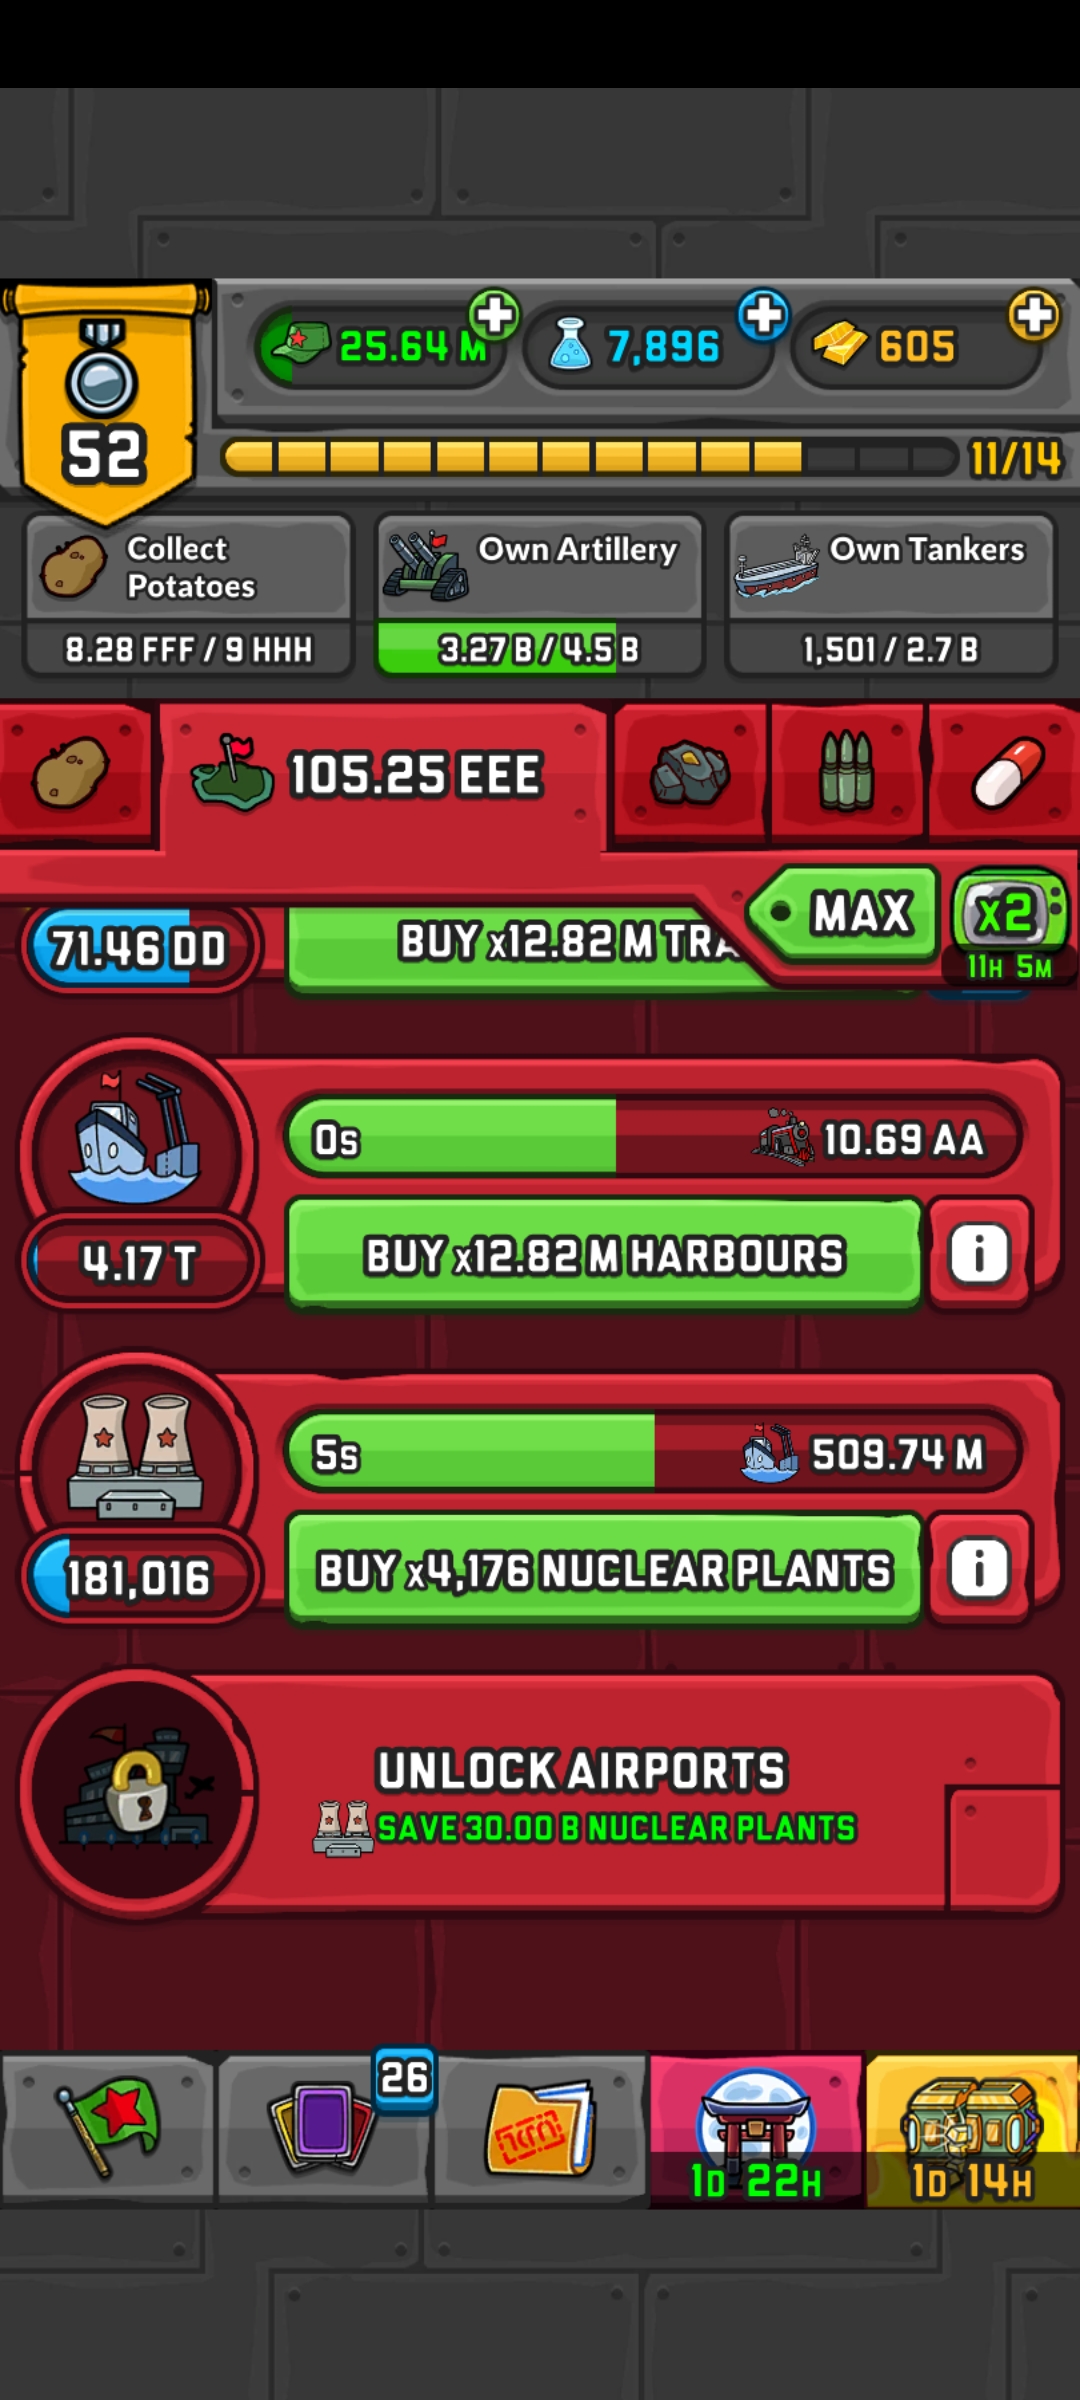 25.64 M
7,896
605
52
11/14
Collect
Potatoes
8.28 FFF / 9 HHH
Own Artillery
3.27 B / 4.5 B
Own Tankers
1,501 / 2.7 B
105.25 EEE
MAX
x2
11H 5M
71.46 DD
BUY x12.82 M
0s
10.69 AA
4.17 T
BUY x12.82 M HARBOURS
i
5s
509.74 M
181,016
BUY x4,176 NUCLEAR PLANTS
i
UNLOCK AIRPORTS
SAVE 30.00 B NUCLEAR PLANTS
26
1D 22H
1D 14H